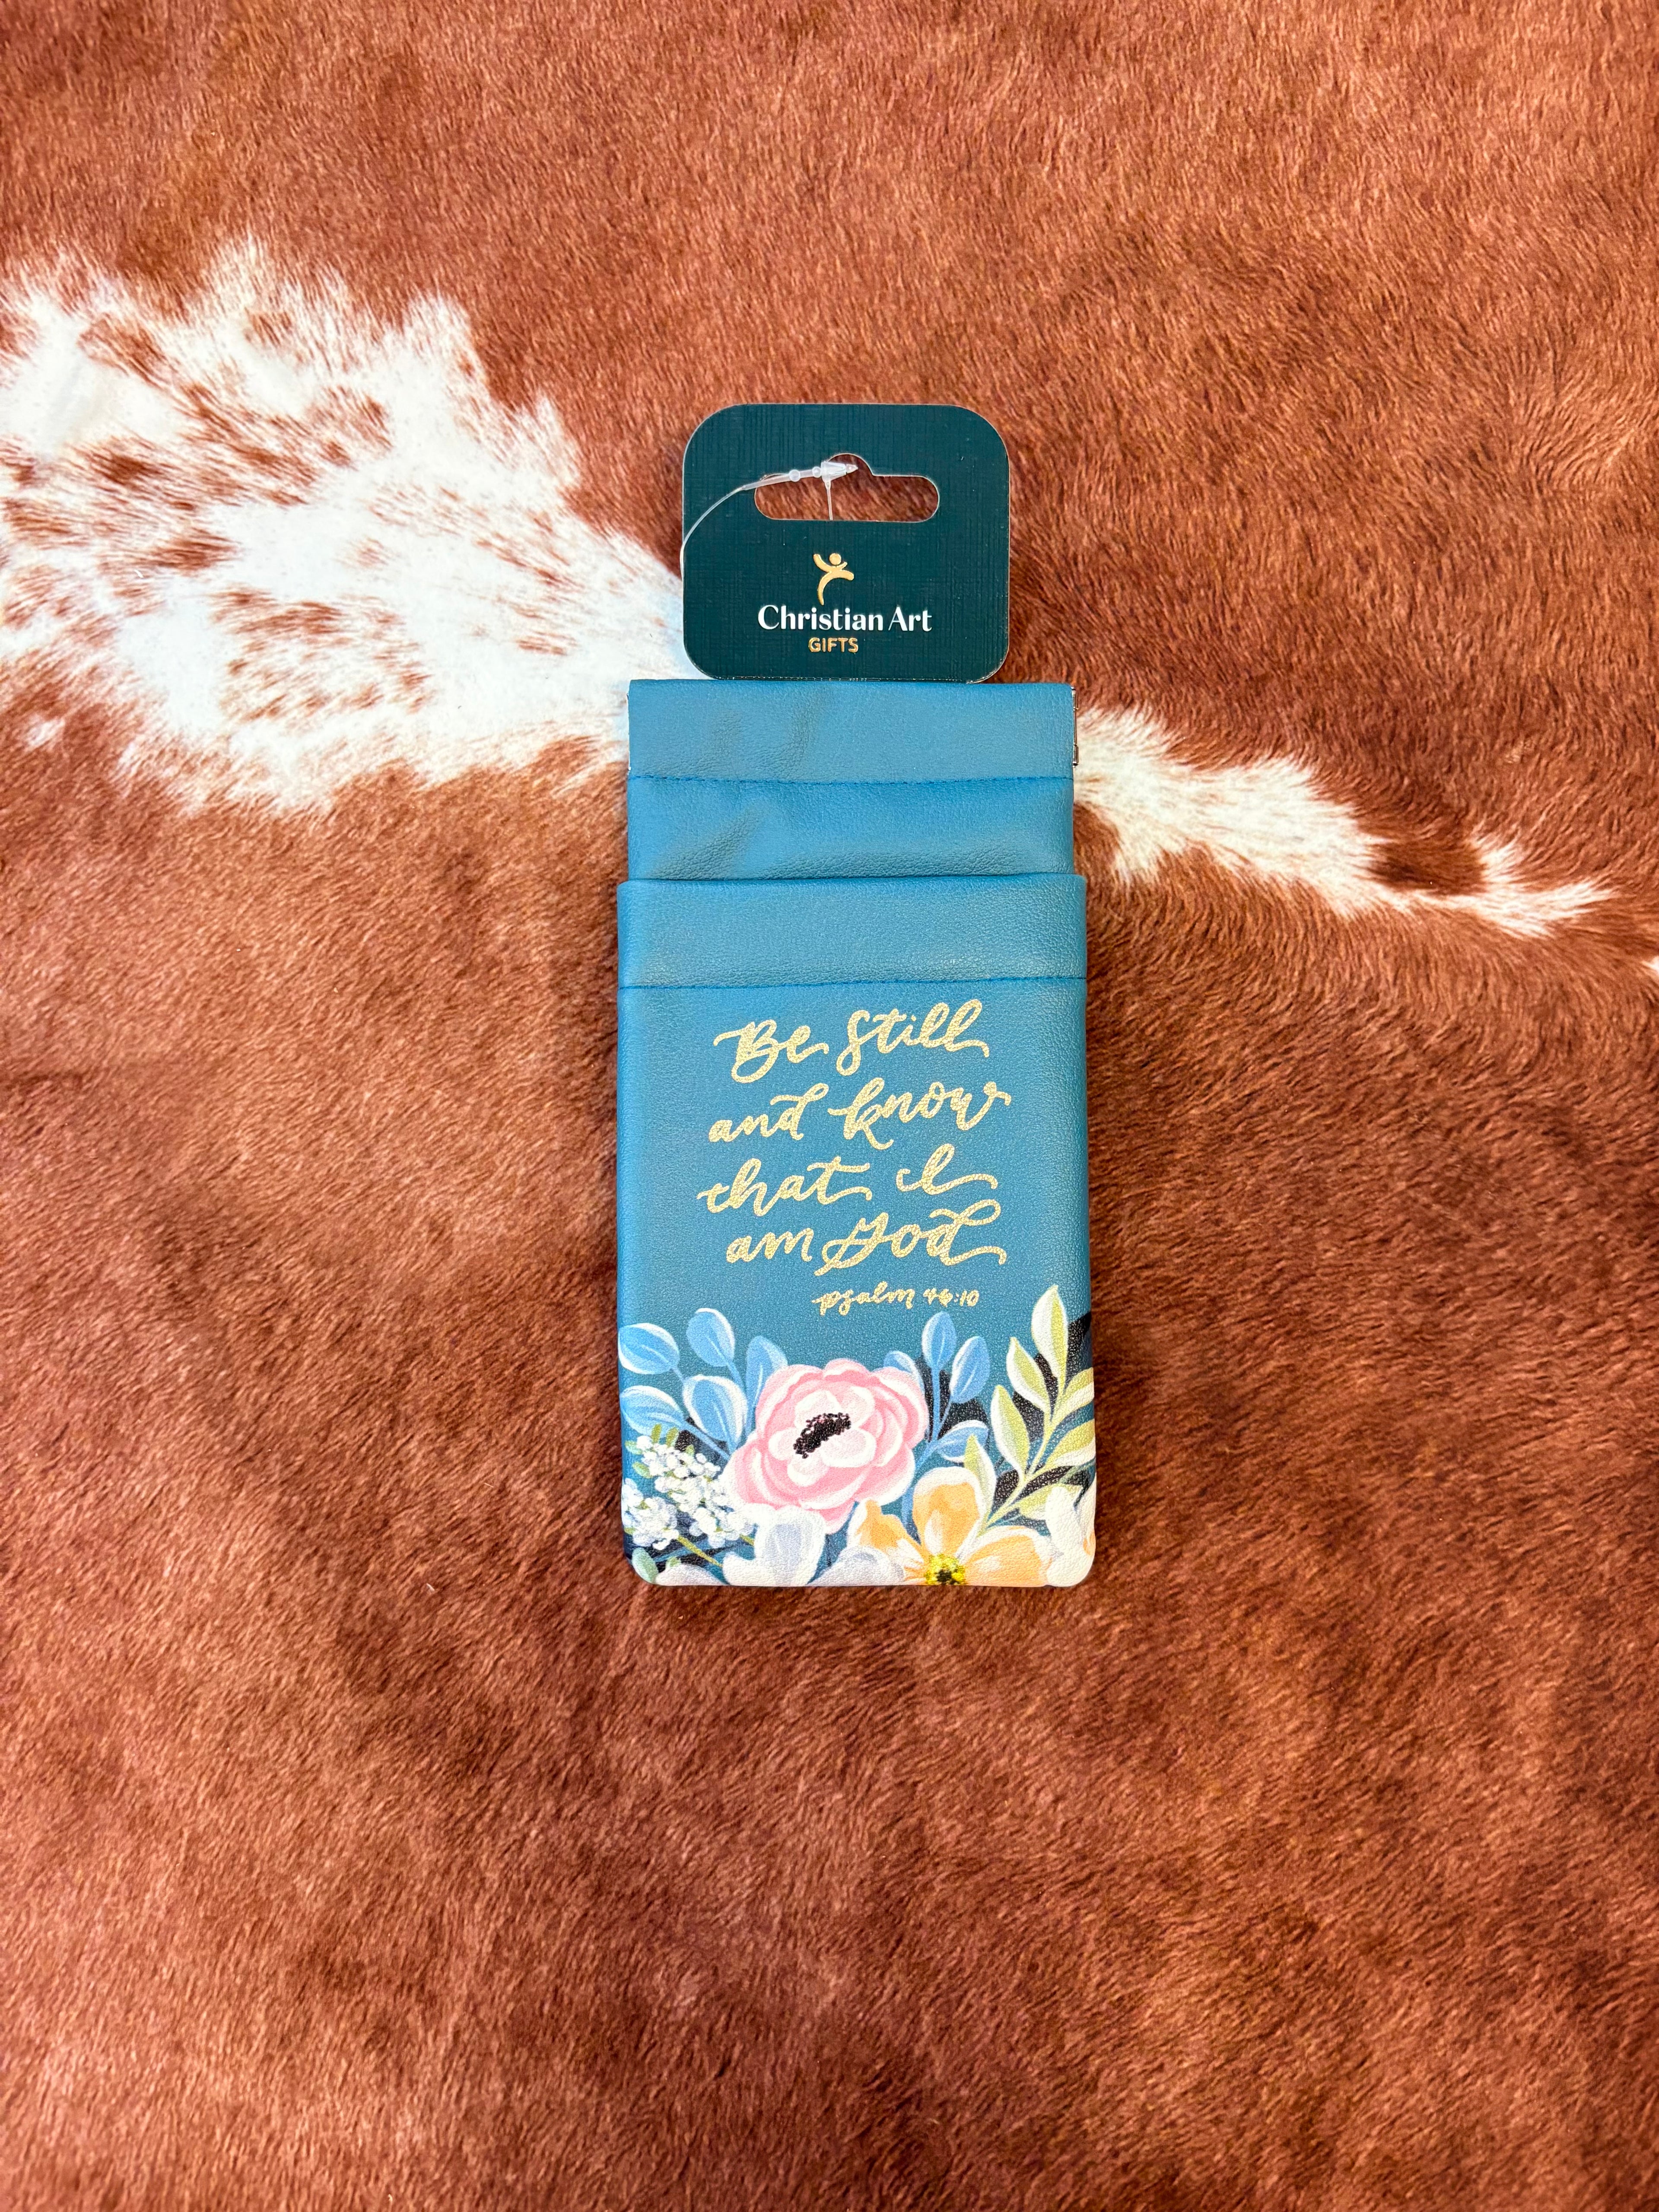 Christian Art
GIFTS
Be Still
and know
that I
am God
psalm 46:10